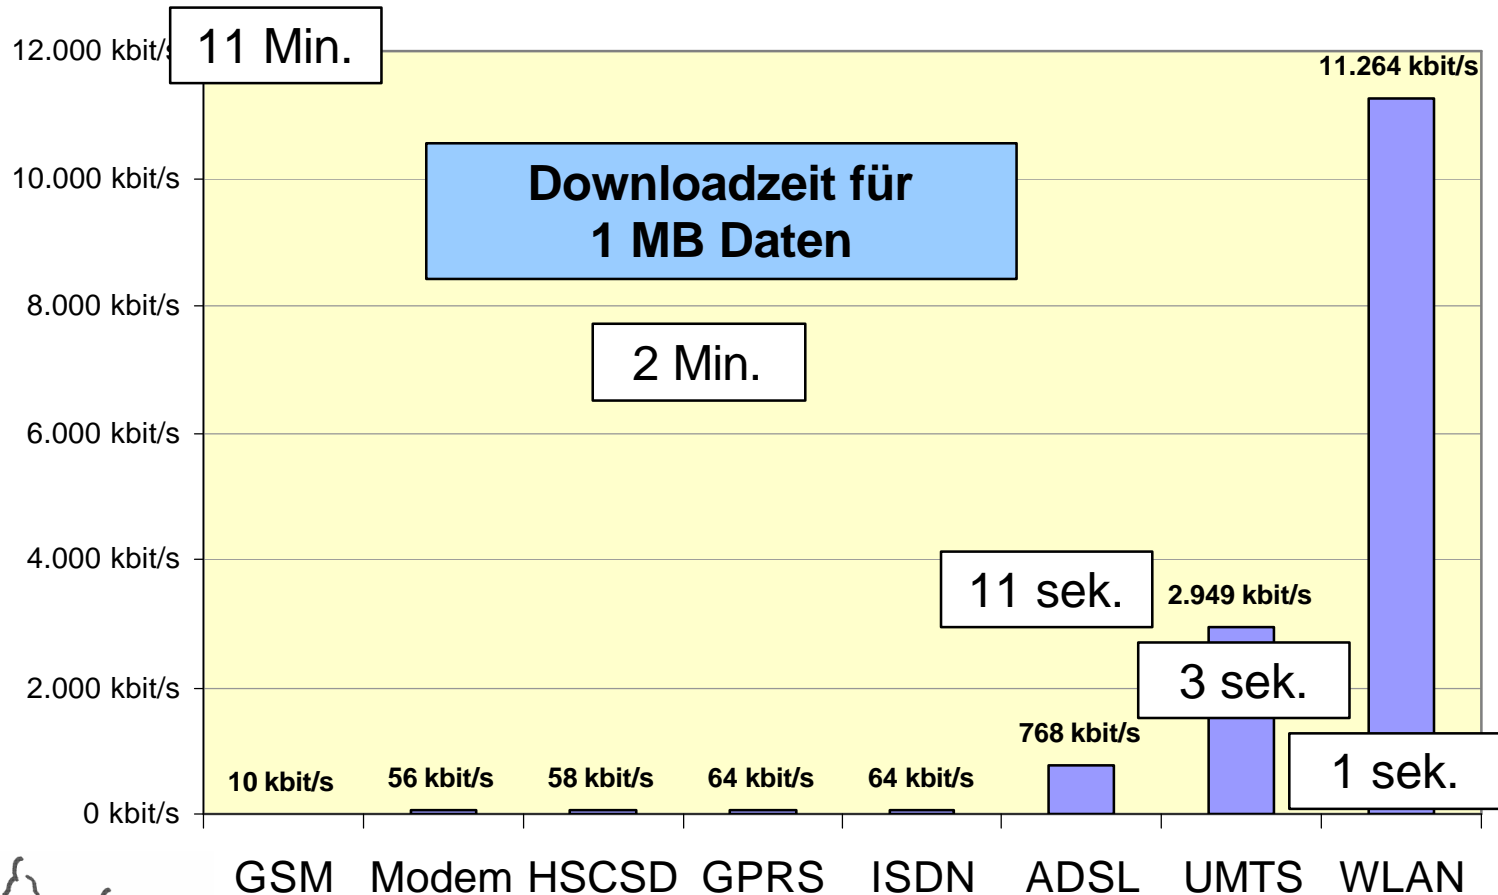 12.000 kbit/s
11 Min.
11.264 kbit/s
10.000 kbit/s
Downloadzeit für
1 MB Daten
8.000 kbit/s
2 Min.
6.000 kbit/s
4.000 kbit/s
11 sek.
2.949 kbit/s
2.000 kbit/s
3 sek.
768 kbit/s
1 sek.
10 kbit/s
56 kbit/s
58 kbit/s
64 kbit/s
64 kbit/s
0 kbit/s
GSM Modem HSCSD GPRS ISDN ADSL UMTS WLAN